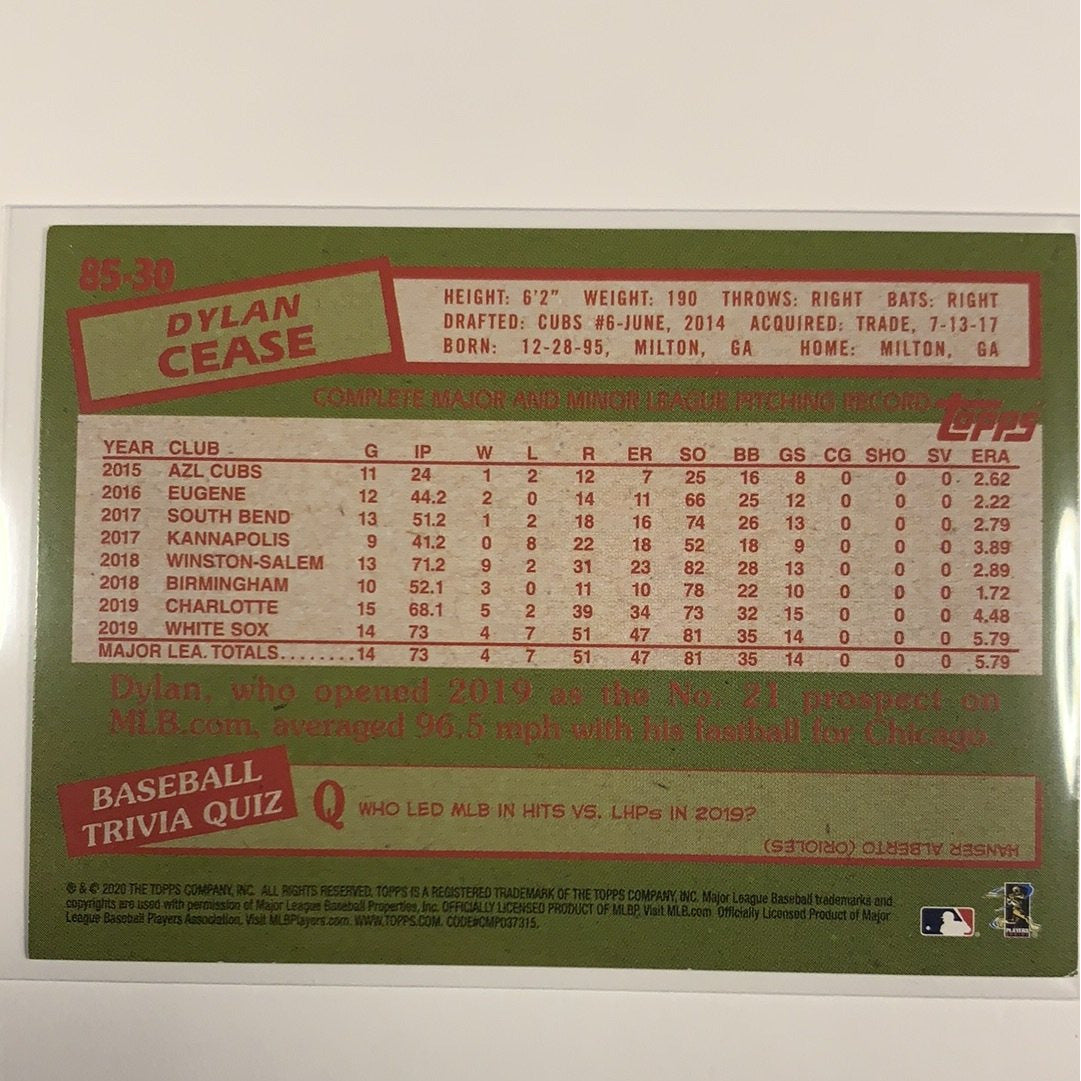 85-30
DYLAN
CEASE
HEIGHT: 6'2" WEIGHT: 190 THROWS: RIGHT BATS: RIGHT
DRAFTED: CUBS #6-JUNE, 2014 ACQUIRED: TRADE, 7-13-17
BORN: 12-28-95, MILTON, GA HOME: MILTON, GA
COMPLETE MAJOR AND MINOR LEAGUE PITCHING RECORD
TOPPS
YEAR CLUB G IP W L R ER SO BB GS CG SHO SV ERA
2015 AZL CUBS 11 24 1 2 12 7 25 16 8 0 0 0 2.62
2016 EUGENE 12 44.2 2 0 14 11 66 25 12 0 0 0 2.22
2017 SOUTH BEND 13 51.2 1 2 18 16 74 26 13 0 0 0 2.79
2017 KANNAPOLIS 9 41.2 0 8 22 18 52 18 9 0 0 0 3.89
2018 WINSTON-SALEM 13 71.2 9 2 31 23 82 28 13 0 0 0 2.89
2018 BIRMINGHAM 10 52.1 3 0 11 10 78 22 10 0 0 0 1.72
2019 CHARLOTTE 15 68.1 5 2 39 34 73 32 15 0 0 0 4.48
2019 WHITE SOX 14 73 4 7 51 47 81 35 14 0 0 0 5.79
MAJOR LEA. TOTALS........14 73 4 7 51 47 81 35 14 0 0 0 5.79
Dylan, who opened 2019 as the No. 21 prospect on
MLB.com, averaged 96.5 mph with his fastball for Chicago.
BASEBALL
TRIVIA QUIZ
Q WHO LED MLB IN HITS VS. LHPs IN 2019?
HANSER ALBERTO (ORIOLES)
® & © 2020 THE TOPPS COMPANY, INC. ALL RIGHTS RESERVED. TOPPS IS A REGISTERED TRADEMARK OF THE TOPPS COMPANY, INC. Major League Baseball trademarks and
copyrights are used with permission of Major League Baseball Properties, Inc. OFFICIALLY LICENSED PRODUCT OF MLBP. Visit MLB.com Officially Licensed Product of Major
League Baseball Players Association. Visit MLBPlayers.com. WWW.TOPPS.COM. CODE#CMP037315.
PLAYERS